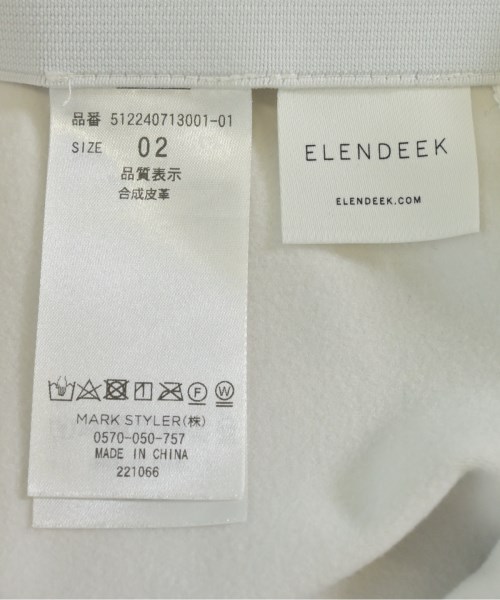 品番 512240713001-01
SIZE 02
品質表示
合成皮革
MARK STYLER(株)
0570-050-757
MADE IN CHINA
221066
ELENDEEK
ELENDEEK.COM